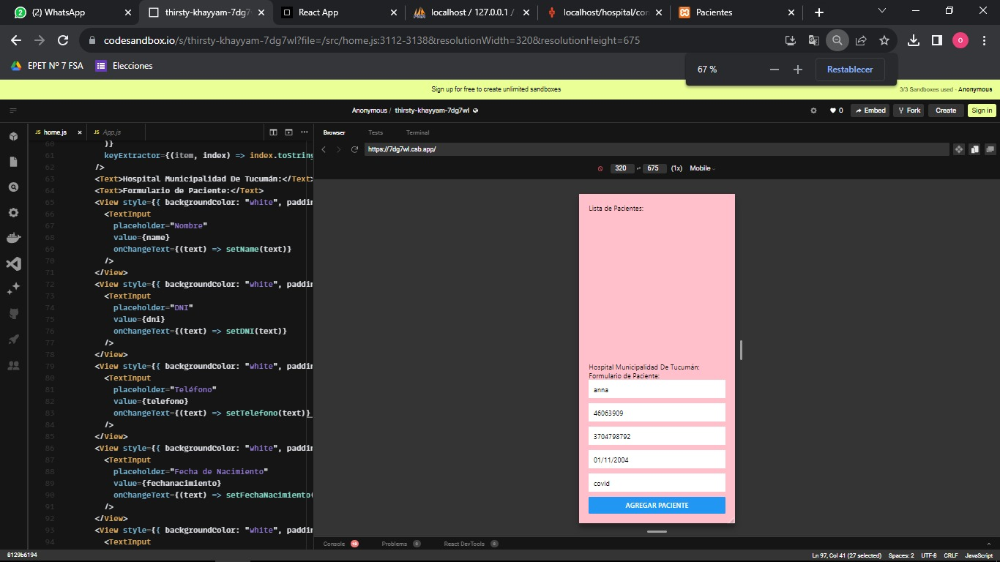 (2) WhatsApp
thirsty-khayyam-7dg7
React App
localhost / 127.0.0.1 /
localhost/hospital/con
Pacientes
codesandbox.io/s/thirsty-khayyam-7dg7wl?file=/src/home.js:3112-3138&resolutionWidth=320&resolutionHeight=675
EPET Nº 7 FSA
Elecciones
67 %
Restablecer
Sign up for free to create unlimited sandboxes
3/3 Sandboxes used - Anonymous
Anonymous / thirsty-khayyam-7dg7wl
0
Embed
Fork
Create
Sign in
JS home.js
JS App.js
Browser
Tests
Terminal
https://7dg7wl.csb.app/
320
675
(1x)
Mobile
60 )}
61 keyExtractor={(item, index) => index.toString
62 />
63 <Text>Hospital Municipalidad De Tucumán:</Text>
64 <Text>Formulario de Paciente:</Text>
65 <View style={{ backgroundColor: "white", paddin
66 <TextInput
67 placeholder="Nombre"
68 value={name}
69 onChangeText={(text) => setName(text)}
70 />
71 </View>
72 <View style={{ backgroundColor: "white", paddin
73 <TextInput
74 placeholder="DNI"
75 value={dni}
76 onChangeText={(text) => setDNI(text)}
77 />
78 </View>
79 <View style={{ backgroundColor: "white", paddin
80 <TextInput
81 placeholder="Teléfono"
82 value={telefono}
83 onChangeText={(text) => setTelefono(text)}
84 />
85 </View>
86 <View style={{ backgroundColor: "white", paddin
87 <TextInput
88 placeholder="Fecha de Nacimiento"
89 value={fechanacimiento}
90 onChangeText={(text) => setFechaNacimiento(
91 />
92 </View>
93 <View style={{ backgroundColor: "white", paddin
94 <TextInput
Lista de Pacientes:
Hospital Municipalidad De Tucumán:
Formulario de Paciente:
anna
46063909
3704798792
01/11/2004
covid
AGREGAR PACIENTE
Console
Problems 0
React DevTools 0
8129b6194
Ln 97, Col 41 (27 selected) Spaces: 2 UTF-8 CRLF JavaScript